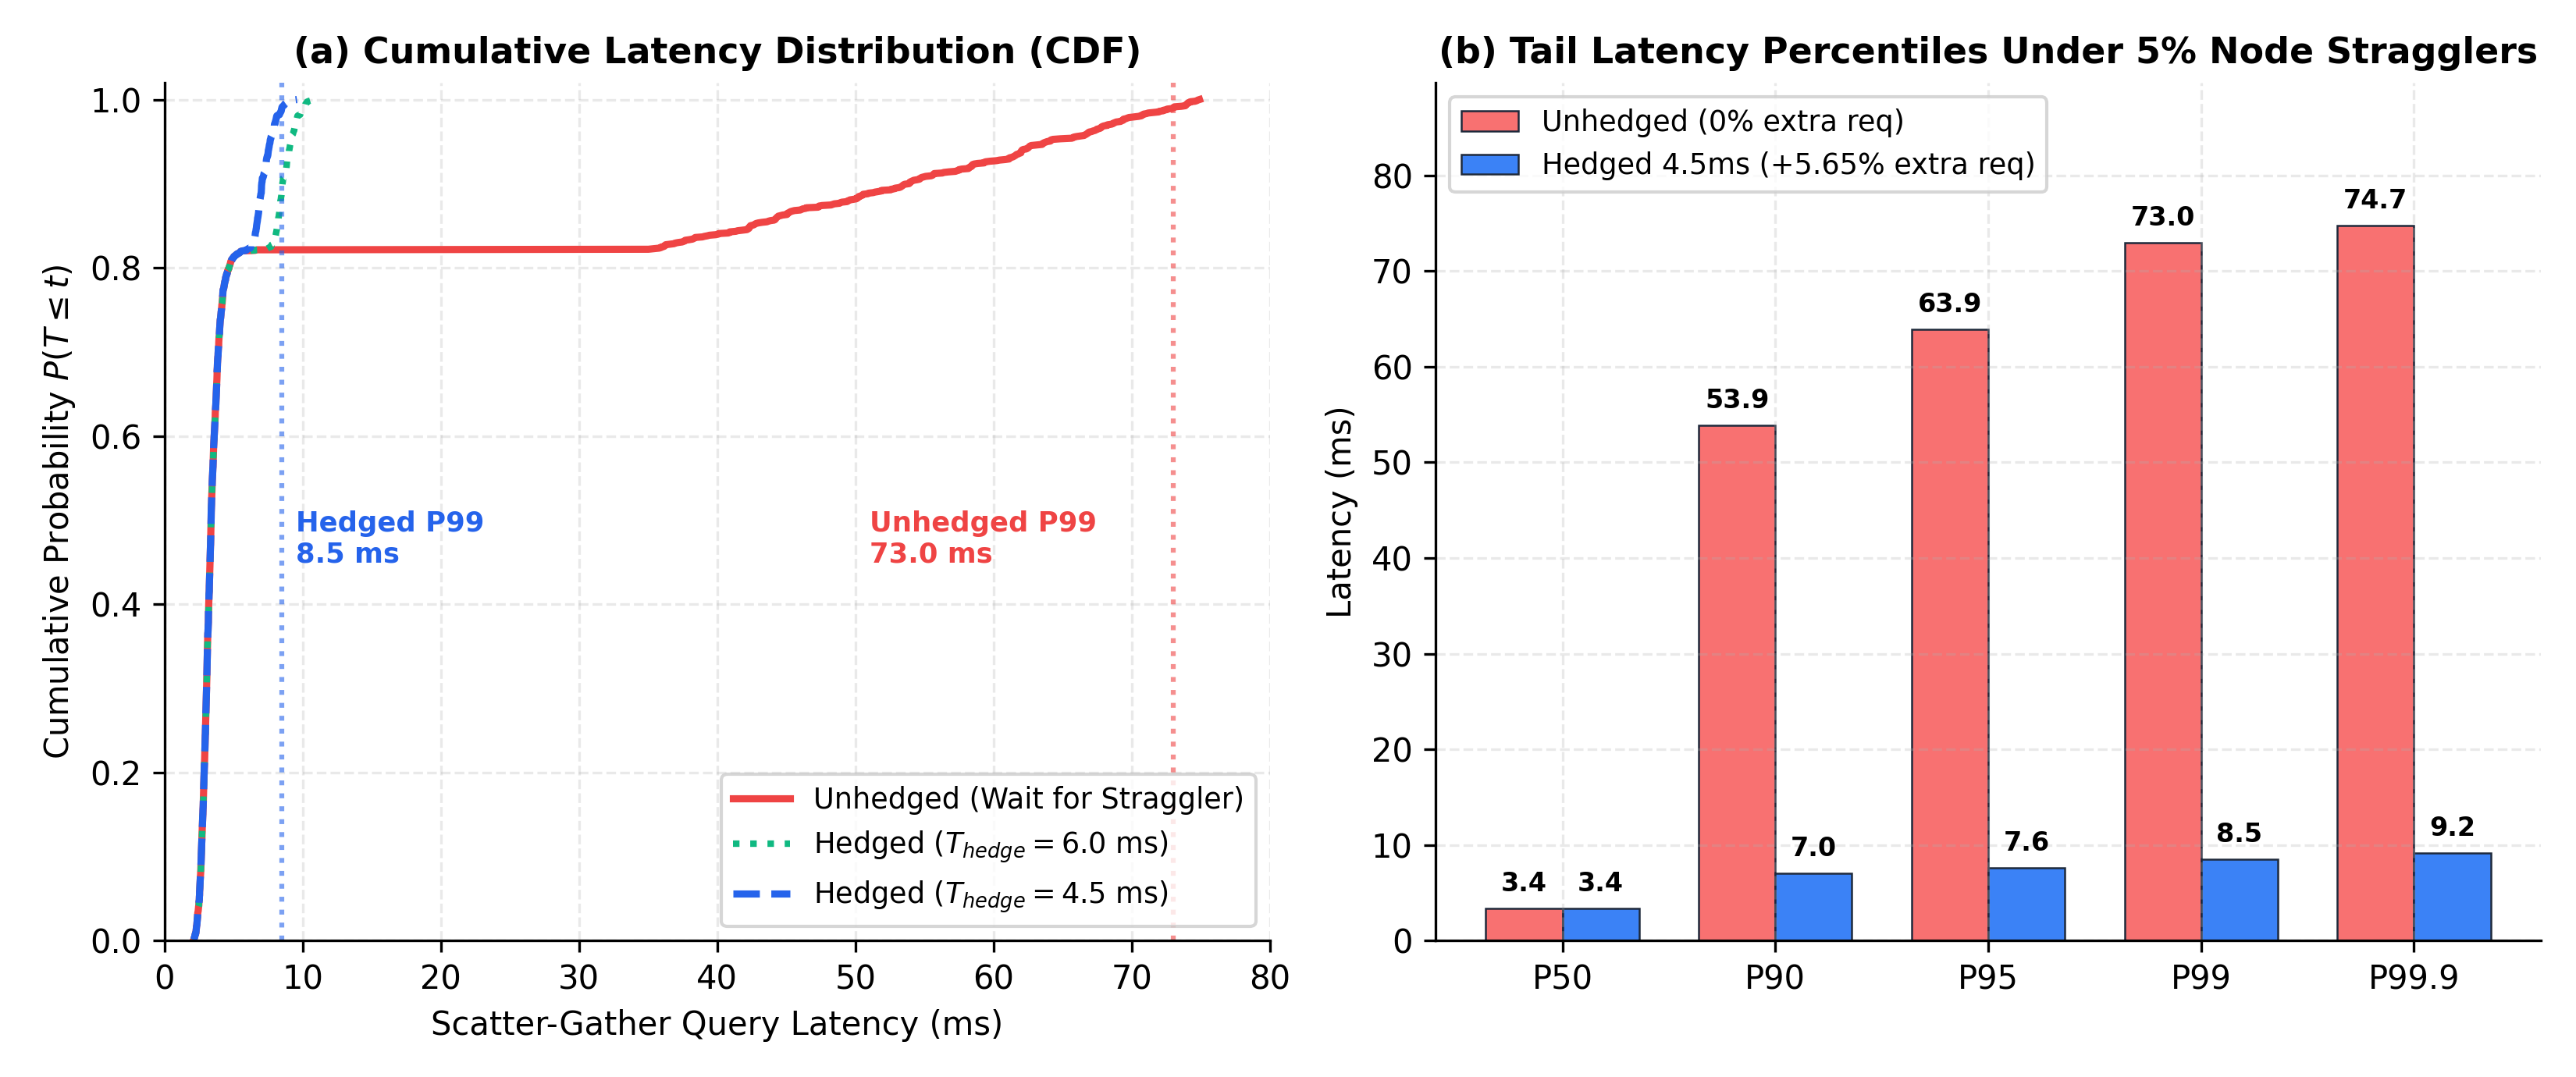 (a) Cumulative Latency Distribution (CDF)
Cumulative Probability P(T ≤ t)
1.0
0.8
0.6
0.4
0.2
0.0
Hedged P99
8.5 ms
Unhedged P99
73.0 ms
Unhedged (Wait for Straggler)
Hedged (T_hedge = 6.0 ms)
Hedged (T_hedge = 4.5 ms)
0 10 20 30 40 50 60 70 80
Scatter-Gather Query Latency (ms)
(b) Tail Latency Percentiles Under 5% Node Stragglers
Unhedged (0% extra req)
Hedged 4.5ms (+5.65% extra req)
Latency (ms)
80
70
60
50
40
30
20
10
0
3.4 3.4
53.9 7.0
63.9 7.6
73.0 8.5
74.7 9.2
P50 P90 P95 P99 P99.9